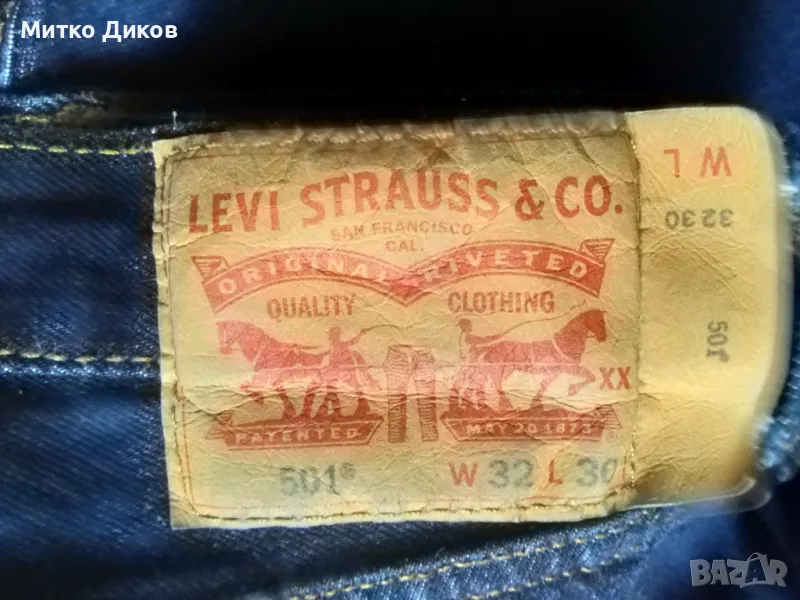 Митко Диков
LEVI STRAUSS & CO.
SAN FRANCISCO
CAL.
ORIGINAL RIVETED
QUALITY CLOTHING
XX
PATENTED MAY 20 1873 ®
501® W 32 L 30
W L
32 30
501
BAZAR